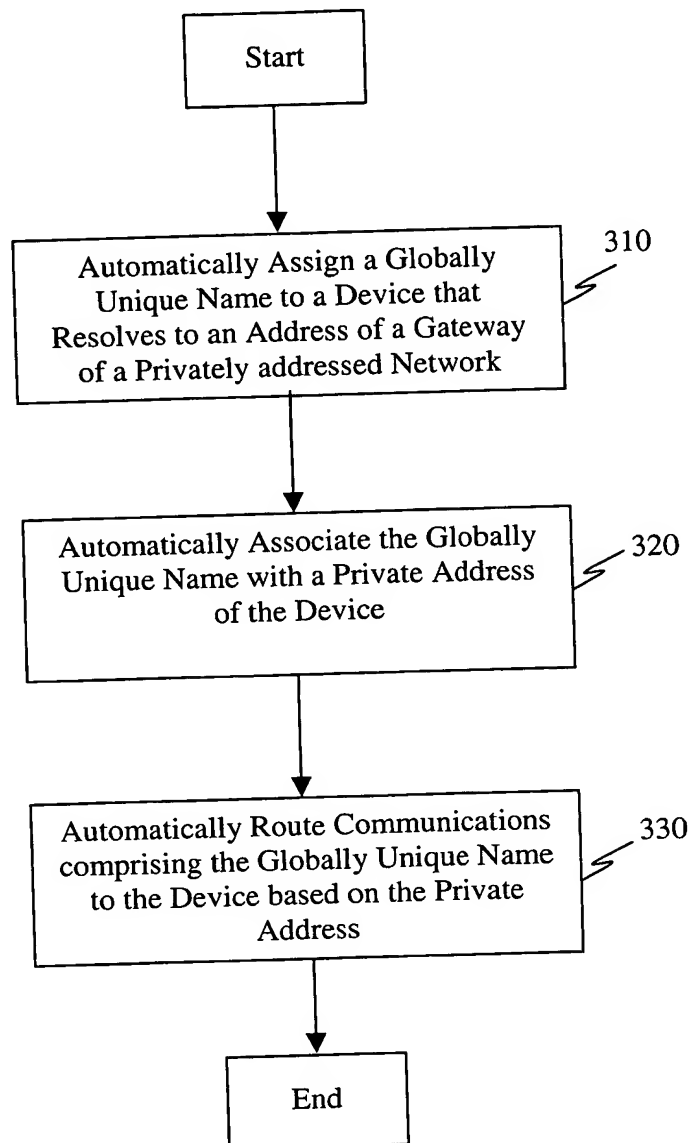 Start
310
Automatically Assign a Globally
Unique Name to a Device that
Resolves to an Address of a Gateway
of a Privately addressed Network
320
Automatically Associate the Globally
Unique Name with a Private Address
of the Device
330
Automatically Route Communications
comprising the Globally Unique Name
to the Device based on the Private
Address
End